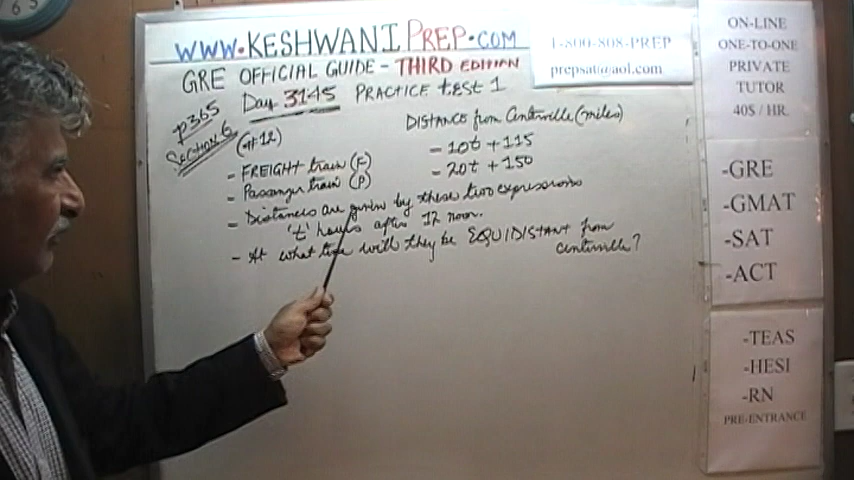 WWW.KESHWANIPREP.COM
1-800-808-PREP
prepsat@aol.com
GRE OFFICIAL GUIDE - THIRD EDITION
Day 3145 PRACTICE tEST 1
p365
SECTION 6
(#12)
DISTANCE from Centerville (miles)
- FREIGHT train (F) - 10t + 115
- Passenger train (P) - 20t + 150
- Distances are given by these two expressions
't' hours after 12 noon.
- At what time will they be EQUIDISTANT from
centerville?
ON-LINE
ONE-TO-ONE
PRIVATE
TUTOR
40$ / HR.
-GRE
-GMAT
-SAT
-ACT
-TEAS
-HESI
-RN
PRE-ENTRANCE